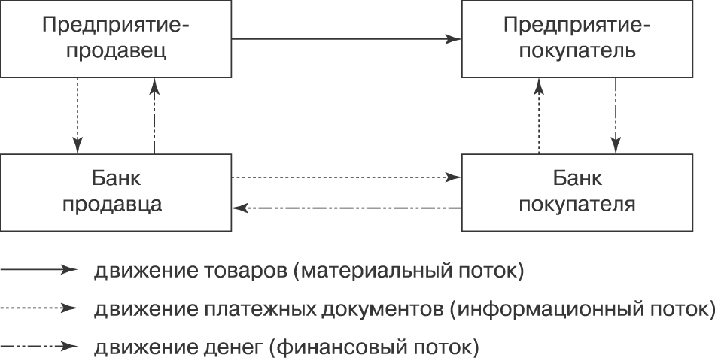 Предприятие-
продавец
Предприятие-
покупатель
Банк
продавца
Банк
покупателя
движение товаров (материальный поток)
движение платежных документов (информационный поток)
движение денег (финансовый поток)